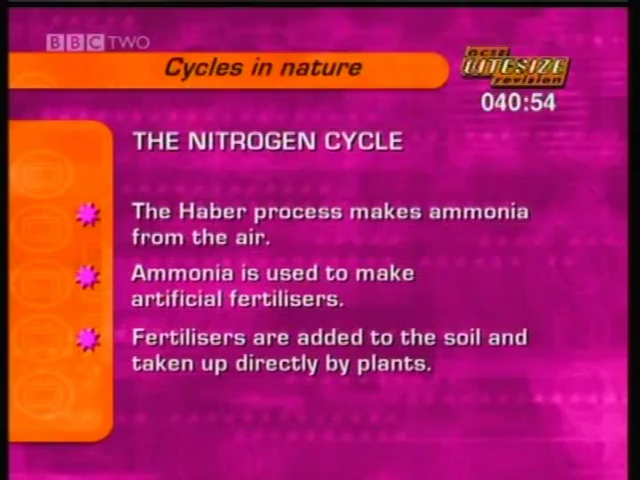 BBC TWO
Cycles in nature
GCSE
BITESIZE
revision
040:54
THE NITROGEN CYCLE
The Haber process makes ammonia
from the air.
Ammonia is used to make
artificial fertilisers.
Fertilisers are added to the soil and
taken up directly by plants.